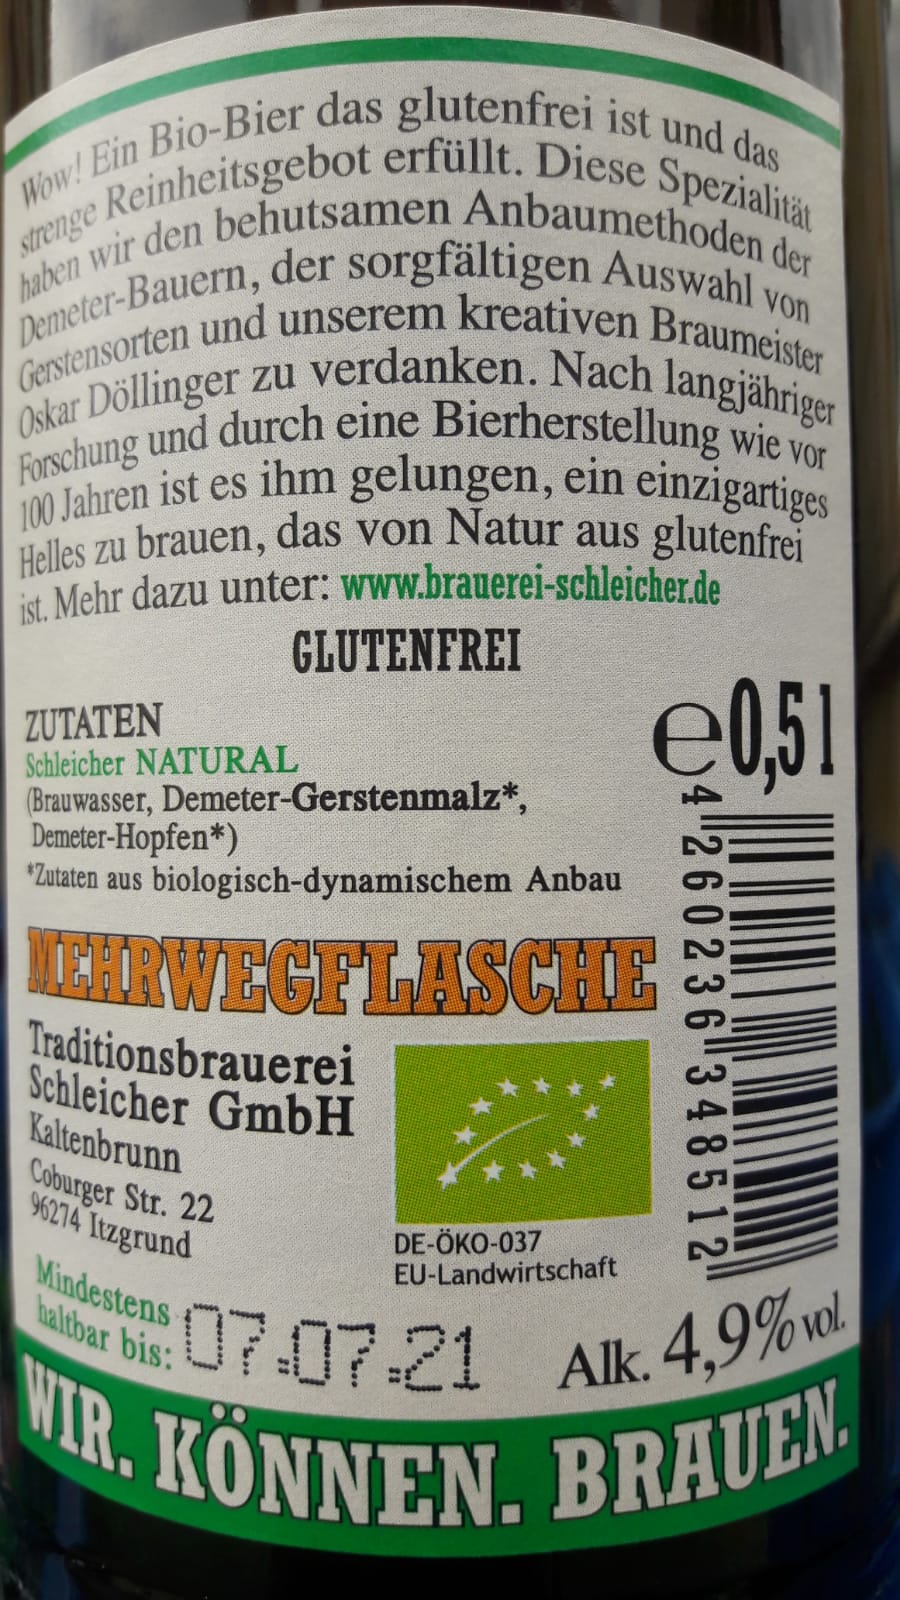 Wow! Ein Bio-Bier das glutenfrei ist und das
strenge Reinheitsgebot erfüllt. Diese Spezialität
haben wir den behutsamen Anbaumethoden der
Demeter-Bauern, der sorgfältigen Auswahl von
Gerstensorten und unserem kreativen Braumeister
Oskar Döllinger zu verdanken. Nach langjähriger
Forschung und durch eine Bierherstellung wie vor
100 Jahren ist es ihm gelungen, ein einzigartiges
Helles zu brauen, das von Natur aus glutenfrei
ist. Mehr dazu unter: www.brauerei-schleicher.de
GLUTENFREI
ZUTATEN
Schleicher NATURAL
(Brauwasser, Demeter-Gerstenmalz*,
Demeter-Hopfen*)
*Zutaten aus biologisch-dynamischem Anbau
℮0,5 l
4 260236 348512
MEHRWEGFLASCHE
Traditionsbrauerei
Schleicher GmbH
Kaltenbrunn
Coburger Str. 22
96274 Itzgrund
DE-ÖKO-037
EU-Landwirtschaft
Mindestens
haltbar bis:
07.07.21
Alk. 4,9% vol.
WIR. KÖNNEN. BRAUEN.